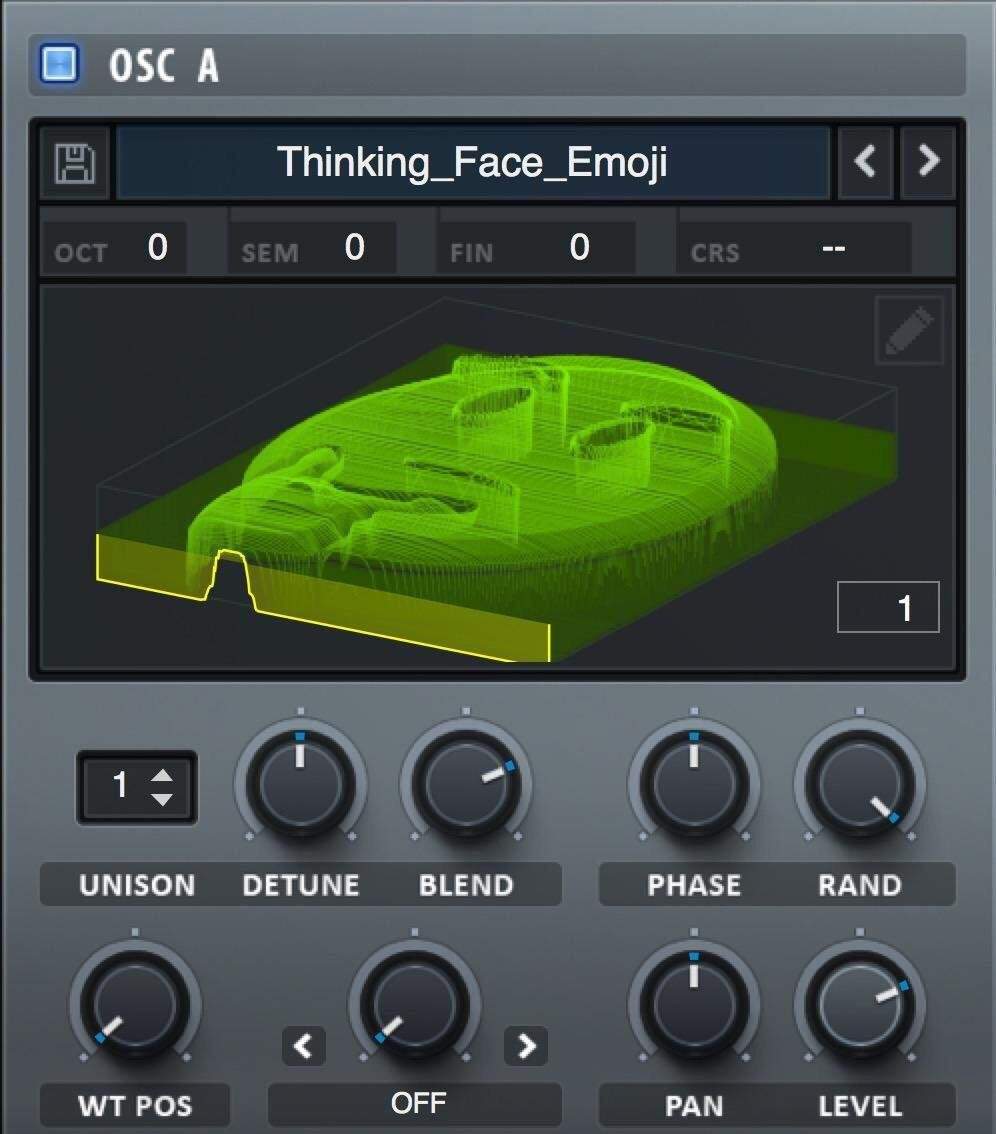 OSC A
Thinking_Face_Emoji
OCT 0 SEM 0 FIN 0 CRS --
1
1
UNISON DETUNE BLEND PHASE RAND
WT POS OFF PAN LEVEL